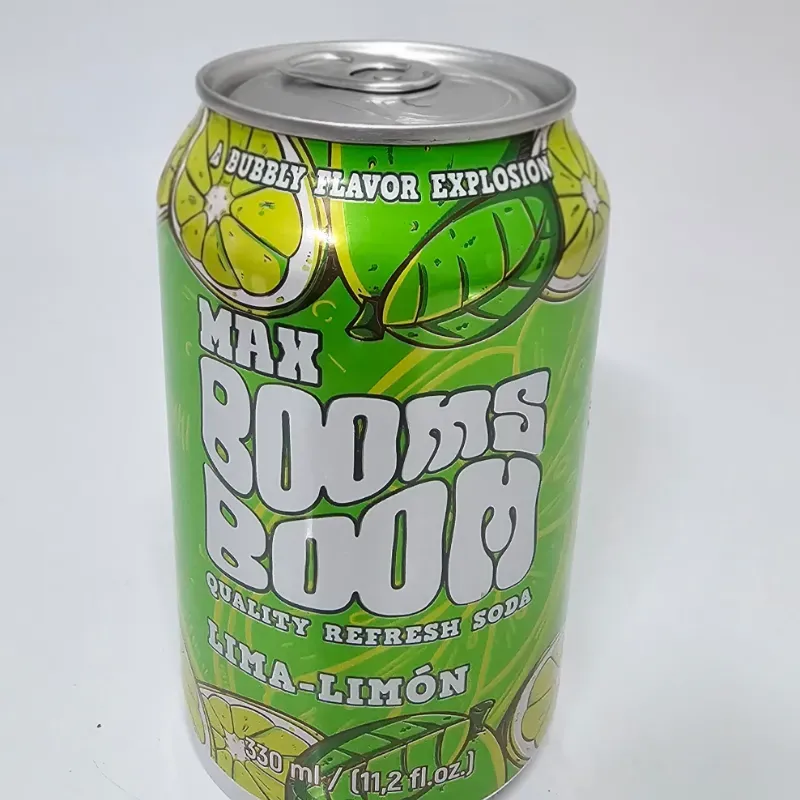 A BUBBLY FLAVOR EXPLOSION
MAX
BOOMS
BOOM
QUALITY REFRESH SODA
LIMA-LIMÓN
330 ml / (11,2 fl.oz.)